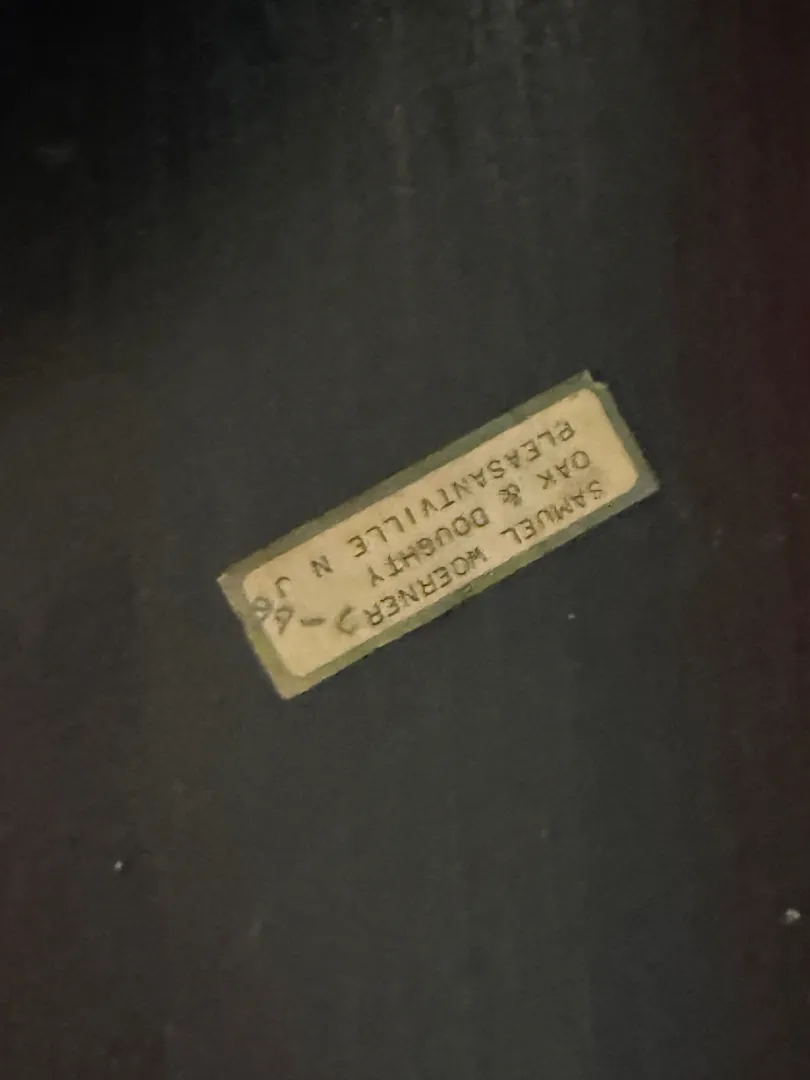 SAMUEL WOERNER
OAK & DOUGHTY
PLEASANTVILLE N J